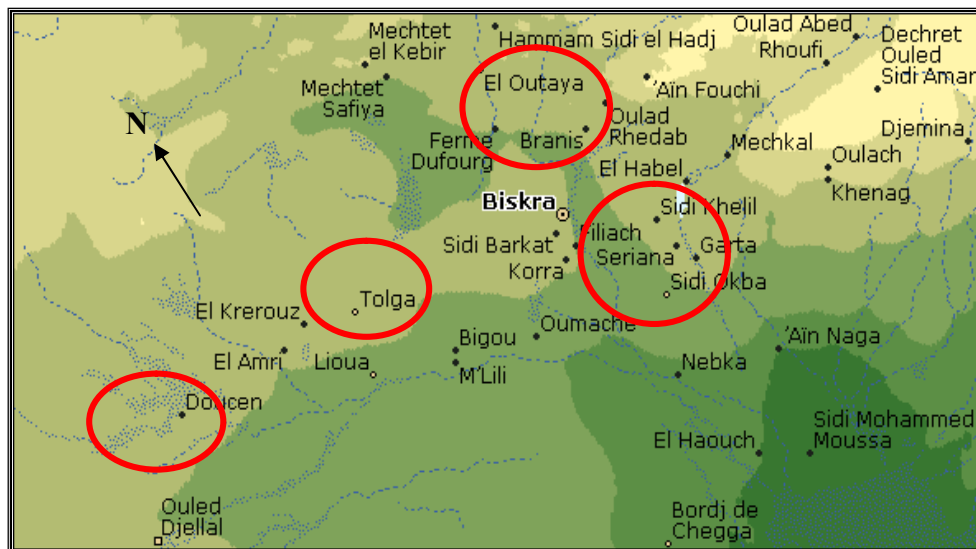 Mechtet
el Kebir
Hammam Sidi el Hadj
Oulad Abed
Rhoufi
Dechret
Ouled
Sidi Amar
Mechtet
Safiya
El Outaya
'Aïn Fouchi
N
Ferme
Dufourg
Branis
Oulad
Rhedab
Mechkal
Djemina
Oulach
El Habel
Khenag
Biskra
Sidi Khelil
Sidi Barkat
Filiach
Seriana
Garta
Korra
Sidi Okba
Tolga
El Krerouz
Oumache
Bigou
'Aïn Naga
El Amri
Lioua
M'Lili
Nebka
Doucen
Sidi Mohammed
Moussa
El Haouch
Ouled
Djellal
Bordj de
Chegga